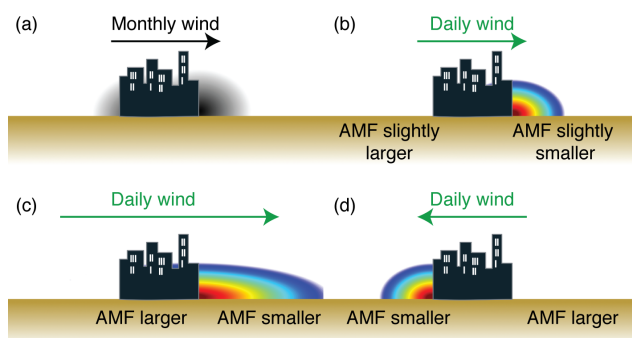 (a)
Monthly wind
(b)
Daily wind
AMF slightly
larger
AMF slightly
smaller
(c)
Daily wind
AMF larger
AMF smaller
(d)
Daily wind
AMF smaller
AMF larger